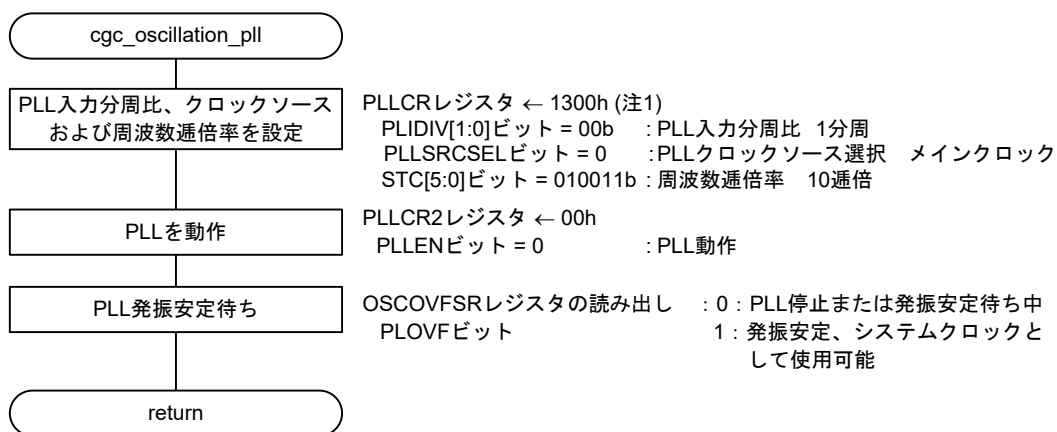 cgc_oscillation_pll
PLL入力分周比、クロックソース
および周波数逓倍率を設定
PLLCRレジスタ ← 1300h (注1)
PLIDIV[1:0]ビット = 00b : PLL入力分周比 1分周
PLLSRCSELビット = 0 : PLLクロックソース選択 メインクロック
STC[5:0]ビット = 010011b : 周波数逓倍率 10逓倍
PLLを動作
PLLCR2レジスタ ← 00h
PLLENビット = 0 : PLL動作
PLL発振安定待ち
OSCOVFSRレジスタの読み出し : 0 : PLL停止または発振安定待ち中
PLOVFビット 1 : 発振安定、システムクロックと
して使用可能
return